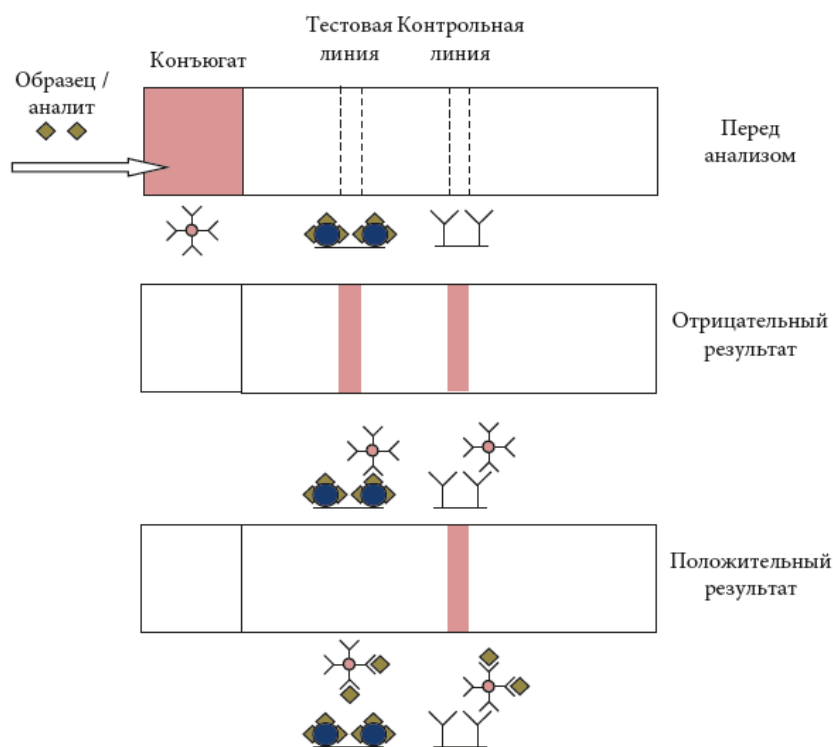 Тестовая Контрольная
линия линия
Конъюгат
Образец /
аналит
Перед
анализом
Отрицательный
результат
Положительный
результат